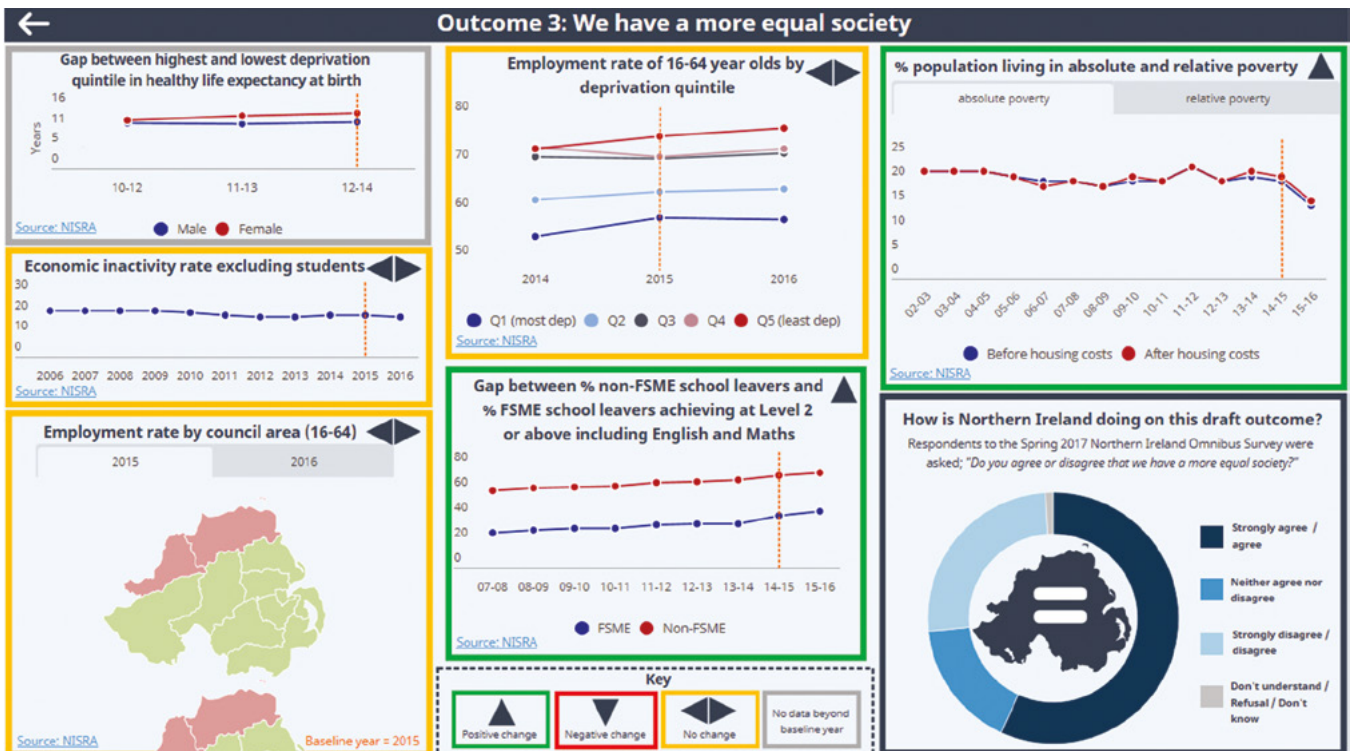 Outcome 3: We have a more equal society
Gap between highest and lowest deprivation
quintile in healthy life expectancy at birth
16
11
5
0
Years
10-12
11-13
12-14
Male
Female
Source: NISRA
Economic inactivity rate excluding students
30
20
10
0
2006
2007
2008
2009
2010
2011
2012
2013
2014
2015
2016
Source: NISRA
Employment rate by council area (16-64)
2015
2016
Source: NISRA
Baseline year = 2015
Employment rate of 16-64 year olds by
deprivation quintile
80
70
60
50
2014
2015
2016
Q1 (most dep)
Q2
Q3
Q4
Q5 (least dep)
Source: NISRA
Gap between % non-FSME school leavers and
% FSME school leavers achieving at Level 2
or above including English and Maths
80
60
40
20
0
07-08
08-09
09-10
10-11
11-12
12-13
13-14
14-15
15-16
FSME
Non-FSME
Source: NISRA
Key
Positive change
Negative change
No change
No data beyond
baseline year
% population living in absolute and relative poverty
absolute poverty
relative poverty
25
20
15
10
5
0
02-03
03-04
04-05
05-06
06-07
07-08
08-09
09-10
10-11
11-12
12-13
13-14
14-15
15-16
Before housing costs
After housing costs
Source: NISRA
How is Northern Ireland doing on this draft outcome?
Respondents to the Spring 2017 Northern Ireland Omnibus Survey were
asked; "Do you agree or disagree that we have a more equal society?"
Strongly agree /
agree
Neither agree nor
disagree
Strongly disagree /
disagree
Don't understand /
Refusal / Don't
know